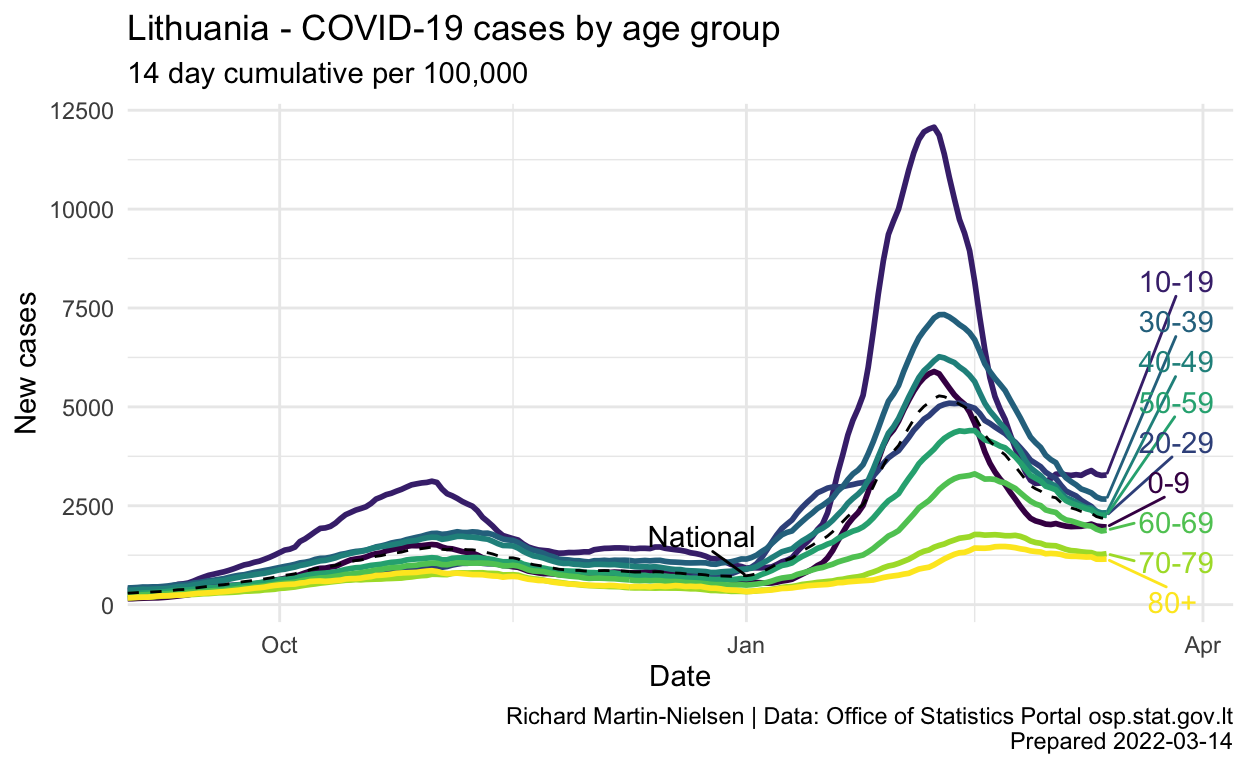 Lithuania - COVID-19 cases by age group
14 day cumulative per 100,000
New cases
12500
10000
7500
5000
2500
0
10-19
30-39
40-49
50-59
20-29
0-9
60-69
70-79
80+
National
Oct
Jan
Apr
Date
Richard Martin-Nielsen | Data: Office of Statistics Portal osp.stat.gov.lt
Prepared 2022-03-14